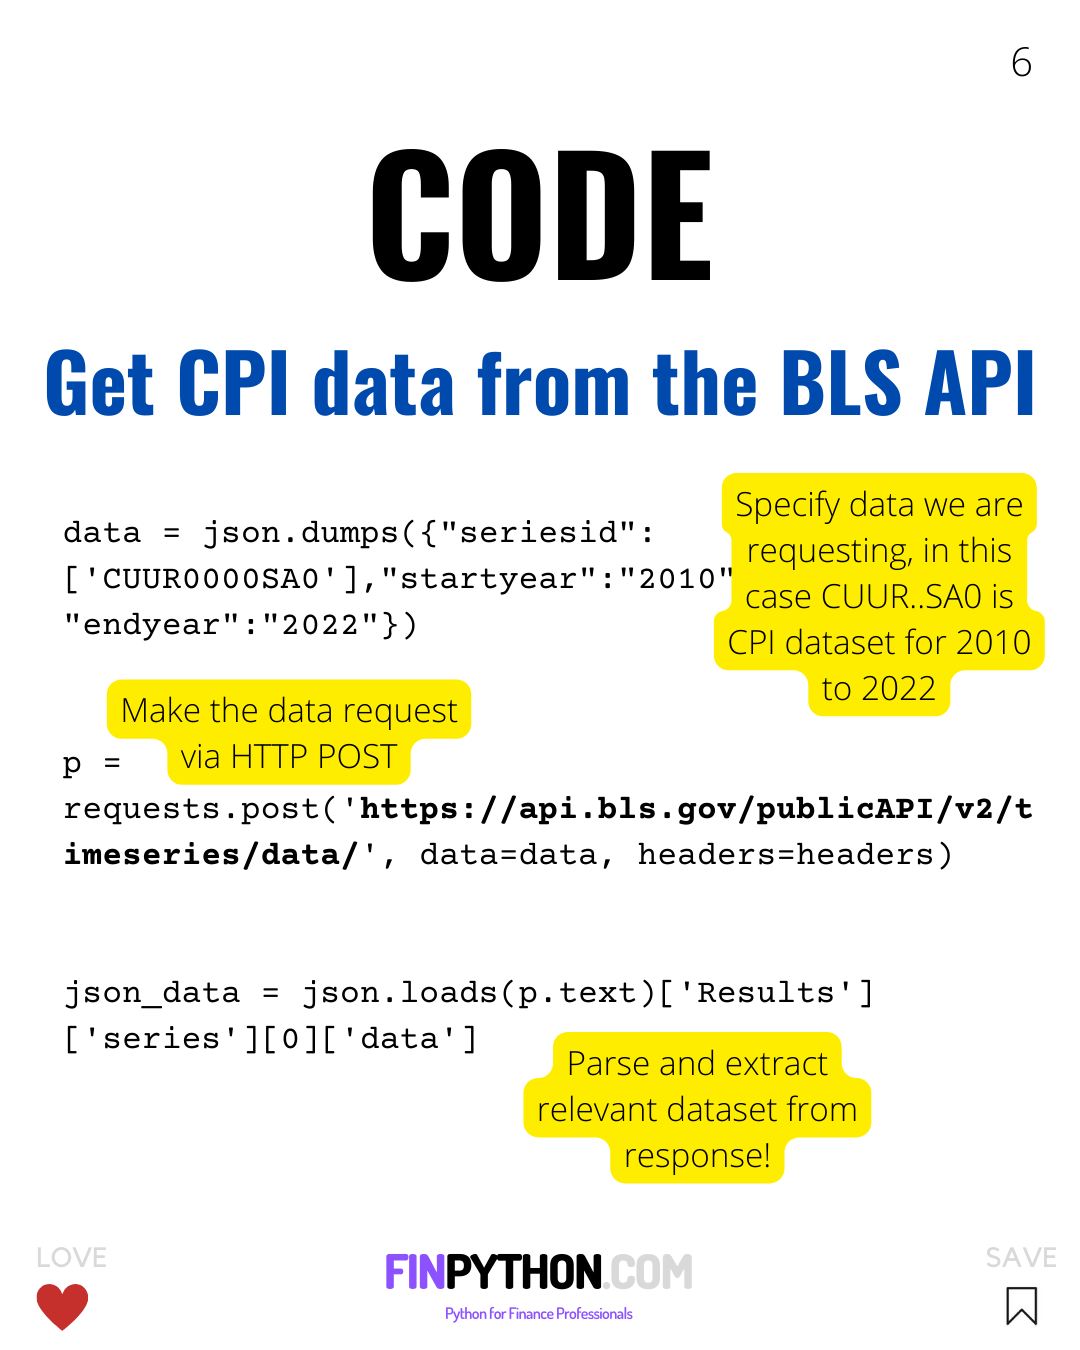 6
CODE
Get CPI data from the BLS API
data = json.dumps({"seriesid":
['CUUR0000SA0'],"startyear":"2010"
"endyear":"2022"})
Specify data we are
requesting, in this
case CUUR..SA0 is
CPI dataset for 2010
to 2022
Make the data request
via HTTP POST
p =
requests.post('https://api.bls.gov/publicAPI/v2/t
imeseries/data/', data=data, headers=headers)
json_data = json.loads(p.text)['Results']
['series'][0]['data']
Parse and extract
relevant dataset from
response!
LOVE
FINPYTHON.COM
Python for Finance Professionals
SAVE